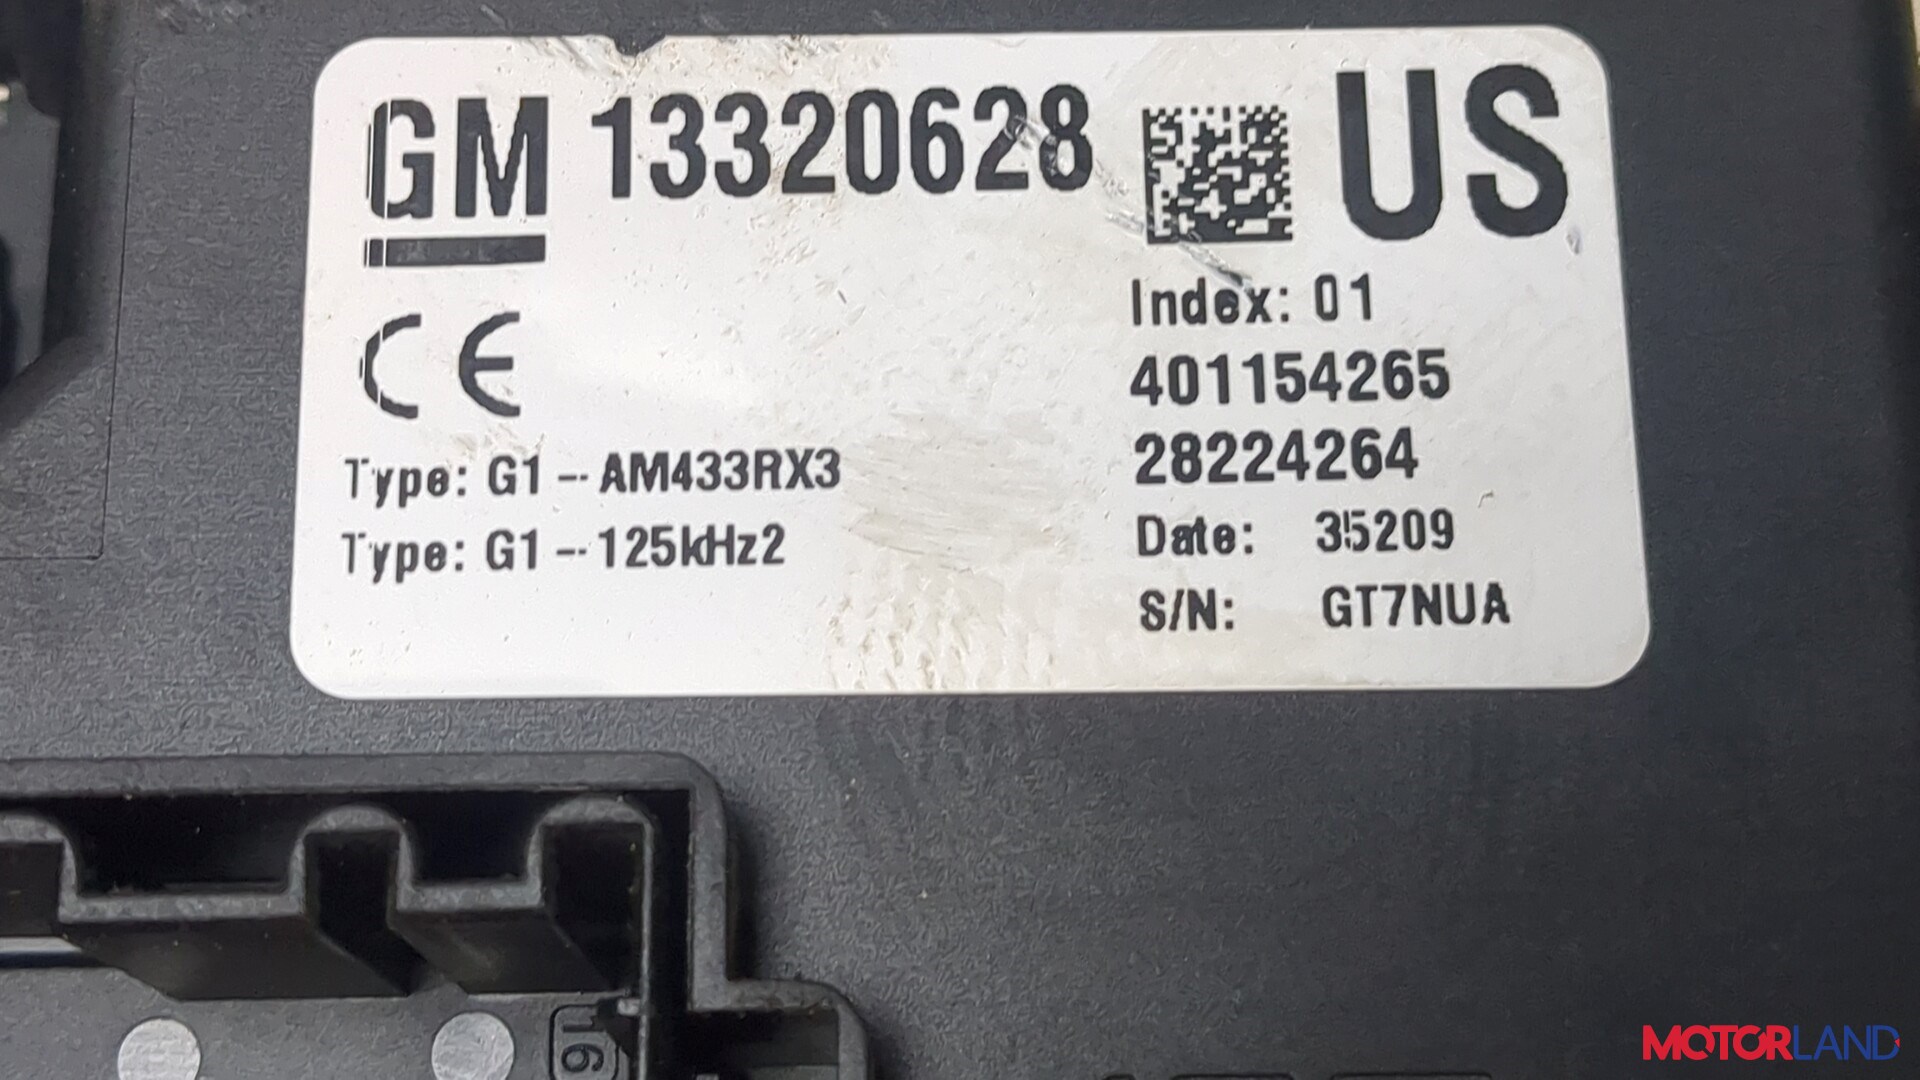 GM 13320628 US
CE
Index: 01
401154265
28224264
Type: G1 -- AM433RX3
Date: 35209
Type: G1 -- 125kHz2
S/N: GT7NUA
16
MOTORLAND